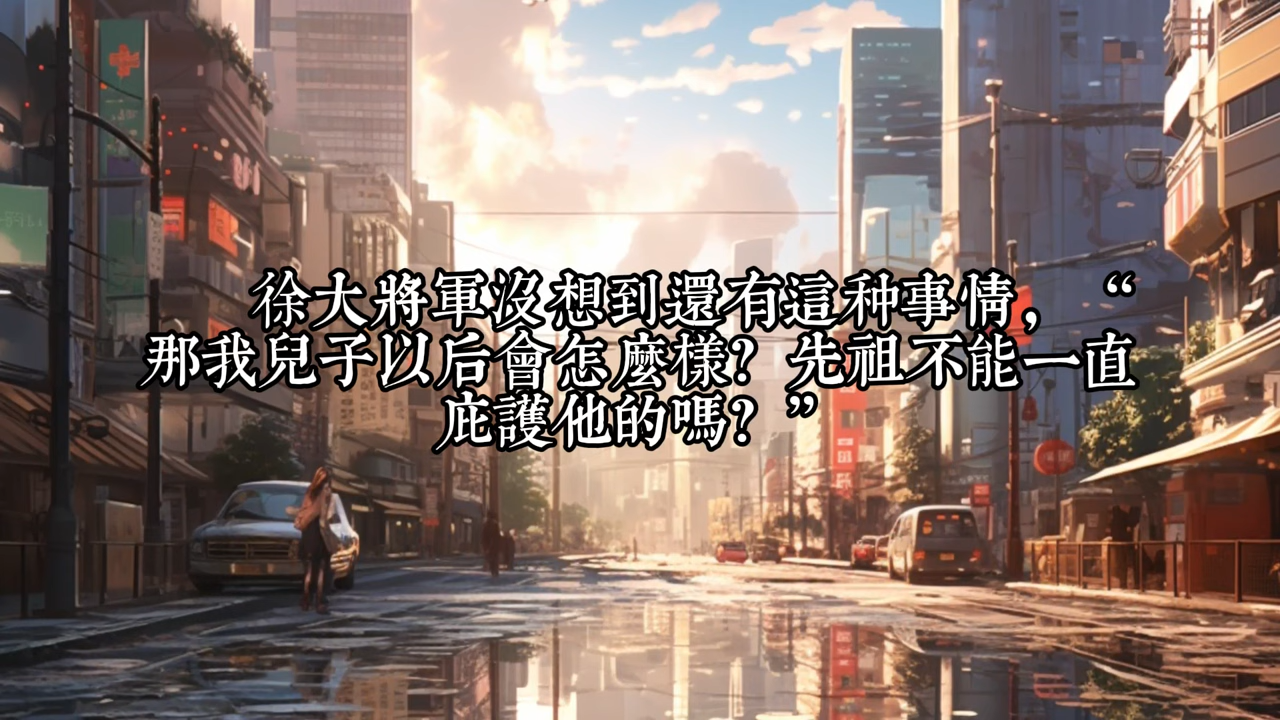 徐大將軍沒想到還有這种事情，“
那我兒子以后會怎麼樣？先祖不能一直
庇護他的嗎？”